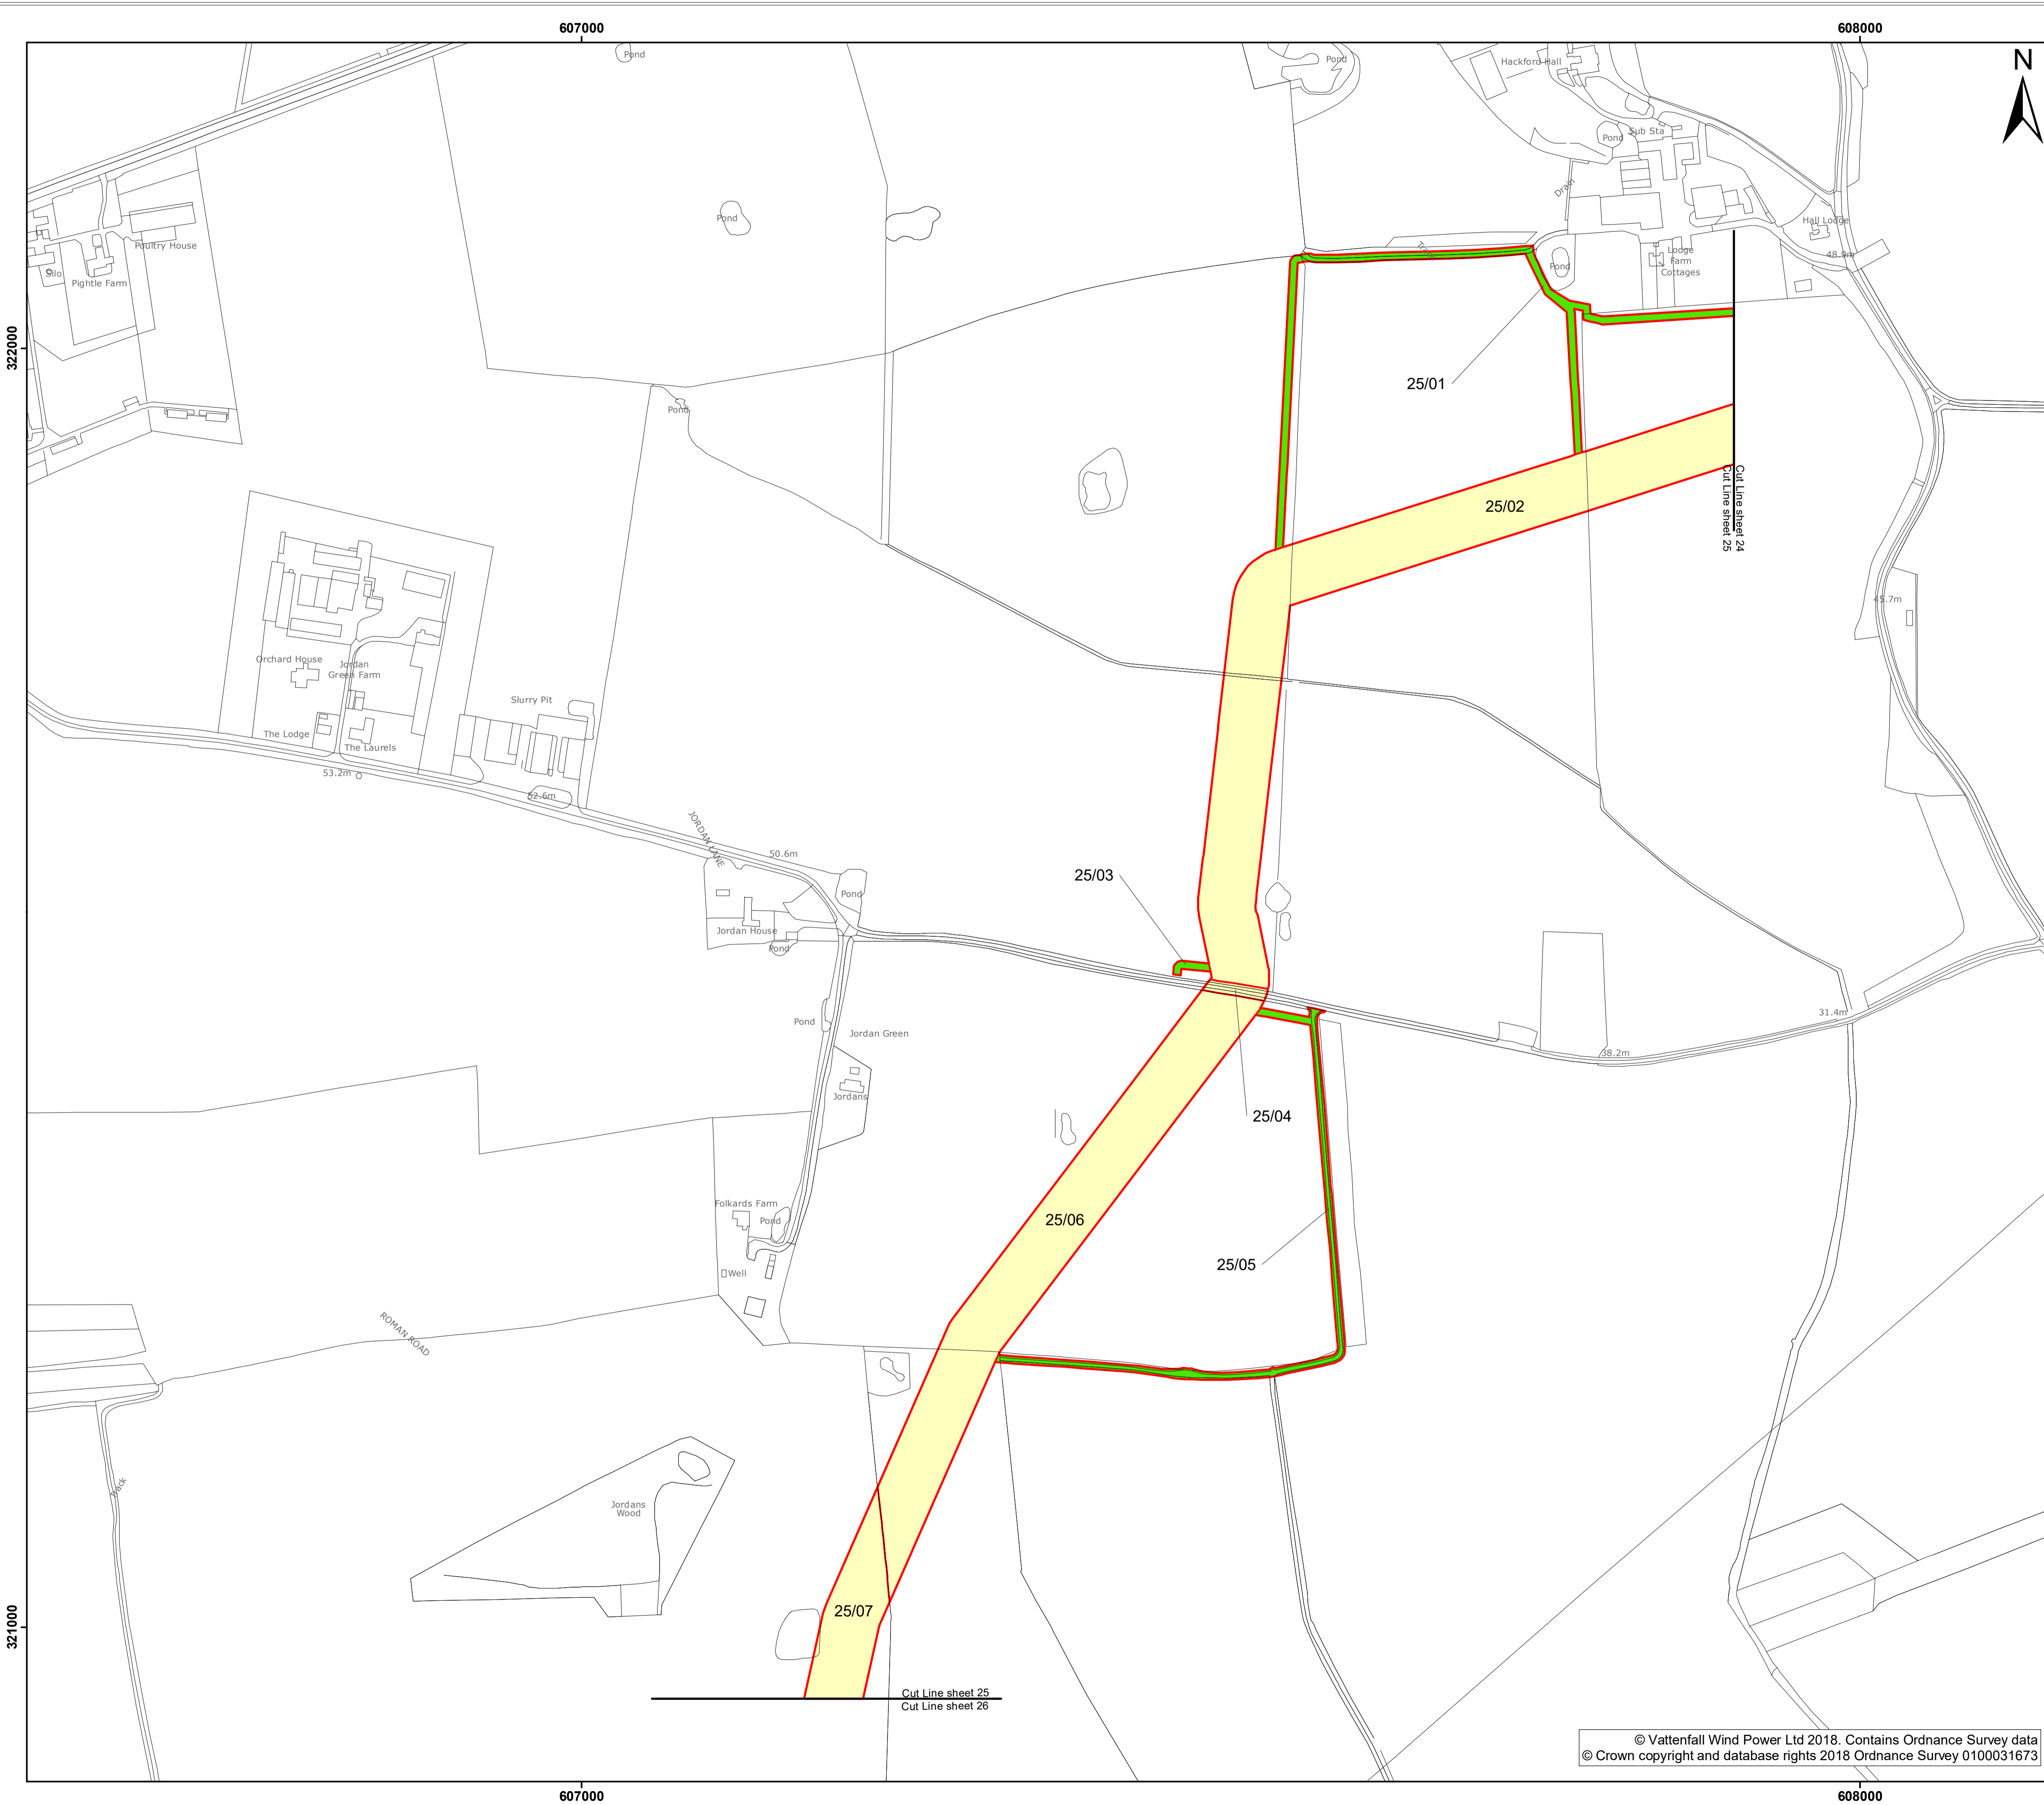 607000
608000
N
Pond
Pond
Hackford Hall
Pond
Sub Sta
Drain
Pond
Poultry House
Silo
Pightle Farm
Hall Lodge
48.9m
Track
Pond
Lodge
Farm
Cottages
322000
25/01
Pond
25/02
Cut Line sheet 24
Cut Line sheet 25
45.7m
Orchard House
Jordan
Green Farm
Slurry Pit
The Lodge
The Laurels
53.2m
52.6m
JORDAN LANE
50.6m
25/03
Pond
Jordan House
Pond
Pond
Jordan Green
31.4m
38.2m
Jordans
25/04
Folkards Farm
Pond
25/06
25/05
Well
ROMAN ROAD
Track
Jordans
Wood
321000
25/07
Cut Line sheet 25
Cut Line sheet 26
© Vattenfall Wind Power Ltd 2018. Contains Ordnance Survey data
© Crown copyright and database rights 2018 Ordnance Survey 0100031673
607000
608000